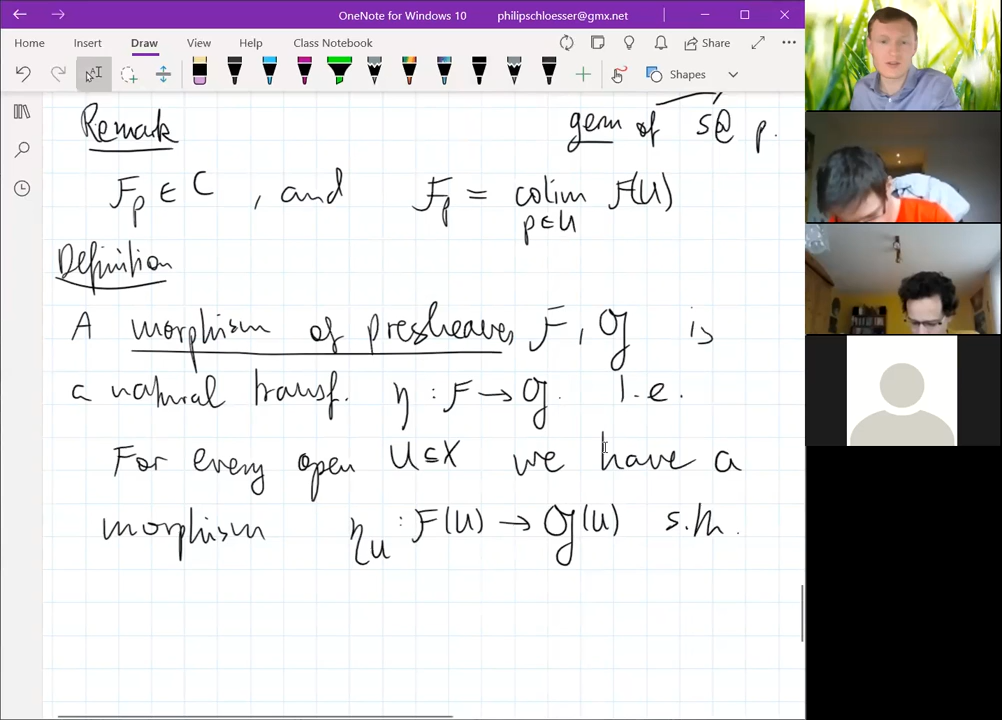 OneNote for Windows 10
philipschloesser@gmx.net
Home Insert Draw View Help Class Notebook Share
Shapes
Remark
germ of s@ p.
F_p ∈ C , and F_p = colim F(U)
p∈U
Definition
A morphism of presheaves F, G is
a natural transf. η : F → G. I.e.
For every open U⊆X we have a
morphism η_U : F(U) → G(U) s.th.